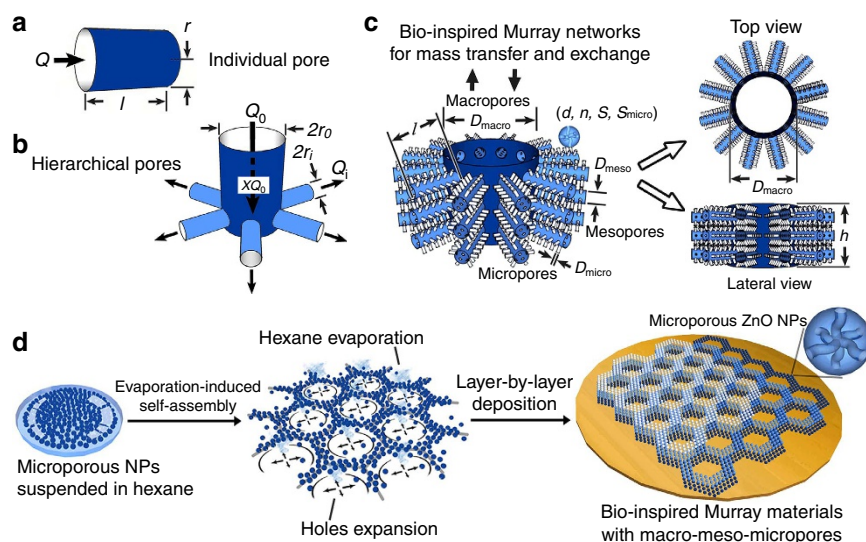 a
Q
r
l
Individual pore
b
Hierarchical pores
Q0
2r0
2ri
Qi
XQ0
c
Bio-inspired Murray networks
for mass transfer and exchange
Macropores
Dmacro
l
(d, n, S, Smicro)
Dmeso
Mesopores
Micropores
Dmicro
Top view
Dmacro
h
Lateral view
d
Microporous NPs
suspended in hexane
Evaporation-induced
self-assembly
Hexane evaporation
Holes expansion
Layer-by-layer
deposition
Microporous ZnO NPs
Bio-inspired Murray materials
with macro-meso-micropores